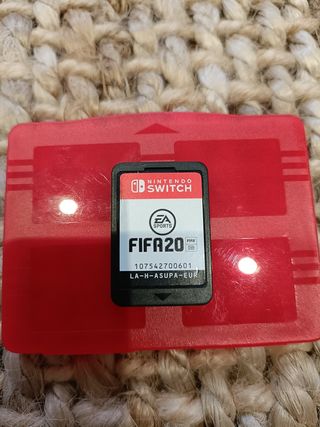 NINTENDO
SWITCH
EA
SPORTS
FIFA20
107542700601
LA-H-ASUPA-EUR